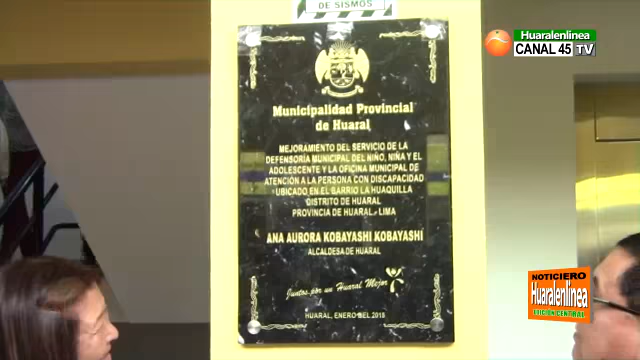 DE SISMOS
Huaralenlinea
CANAL 45 TV
Municipalidad Provincial
de Huaral
MEJORAMIENTO DEL SERVICIO DE LA
DEFENSORÍA MUNICIPAL DEL NIÑO, NIÑA Y EL
ADOLESCENTE Y LA OFICINA MUNICIPAL DE
ATENCIÓN A LA PERSONA CON DISCAPACIDAD
UBICADO EN EL BARRIO LA HUAQUILLA
DISTRITO DE HUARAL
PROVINCIA DE HUARAL - LIMA
ANA AURORA KOBAYASHI KOBAYASHI
ALCALDESA DE HUARAL
Juntos por un Huaral Mejor
HUARAL, ENERO DEL 2018
NOTICIERO
Huaralenlinea
EDICIÓN CENTRAL